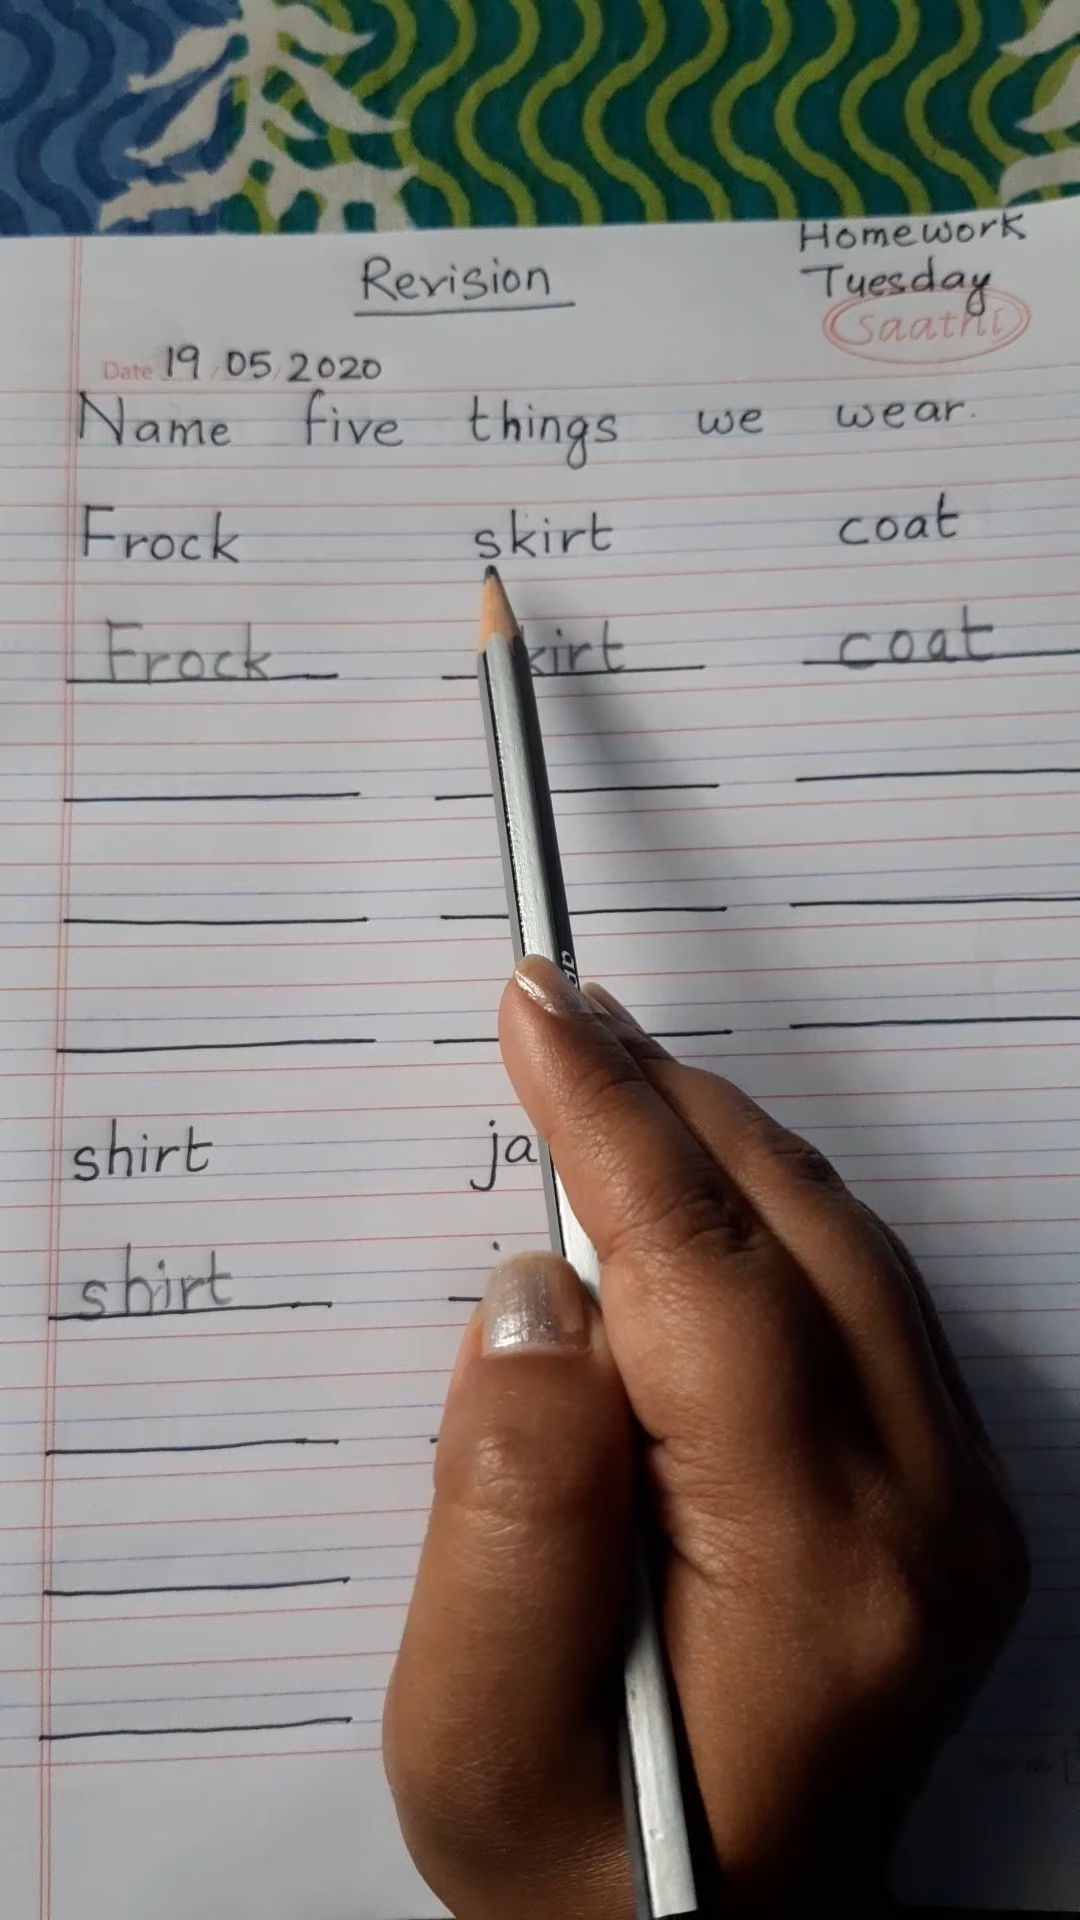 Homework
Revision Tuesday
saathi
Date 19.05.2020
Name five things we wear.
Frock skirt coat
Frock kirt coat
shirt ja
shirt